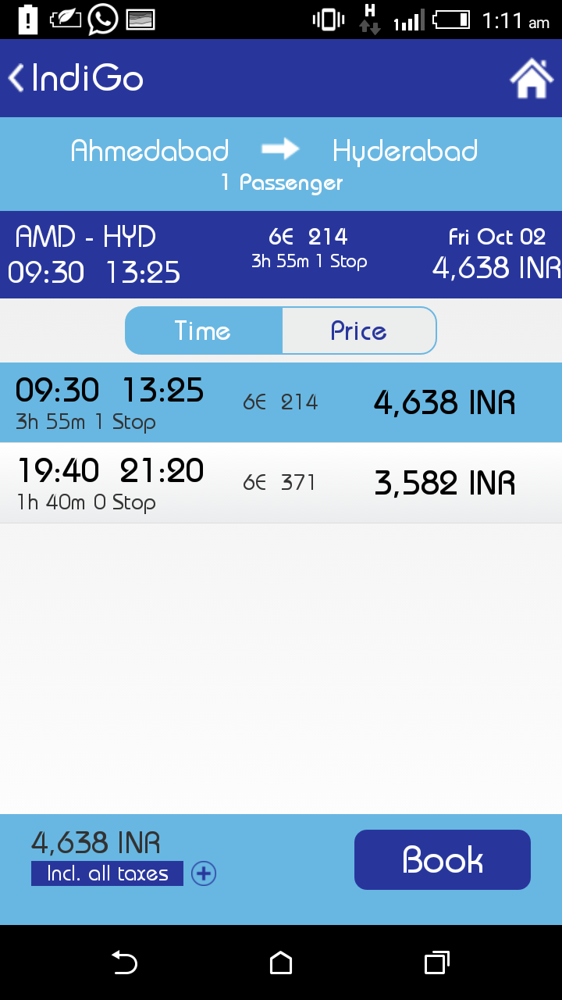 H 1:11 am
IndiGo
Ahmedabad Hyderabad
1 Passenger
AMD - HYD 6E 214 Fri Oct 02
09:30 13:25 3h 55m 1 Stop 4,638 INR
Time Price
09:30 13:25 6E 214 4,638 INR
3h 55m 1 Stop
19:40 21:20 6E 371 3,582 INR
1h 40m 0 Stop
4,638 INR
Incl. all taxes
Book